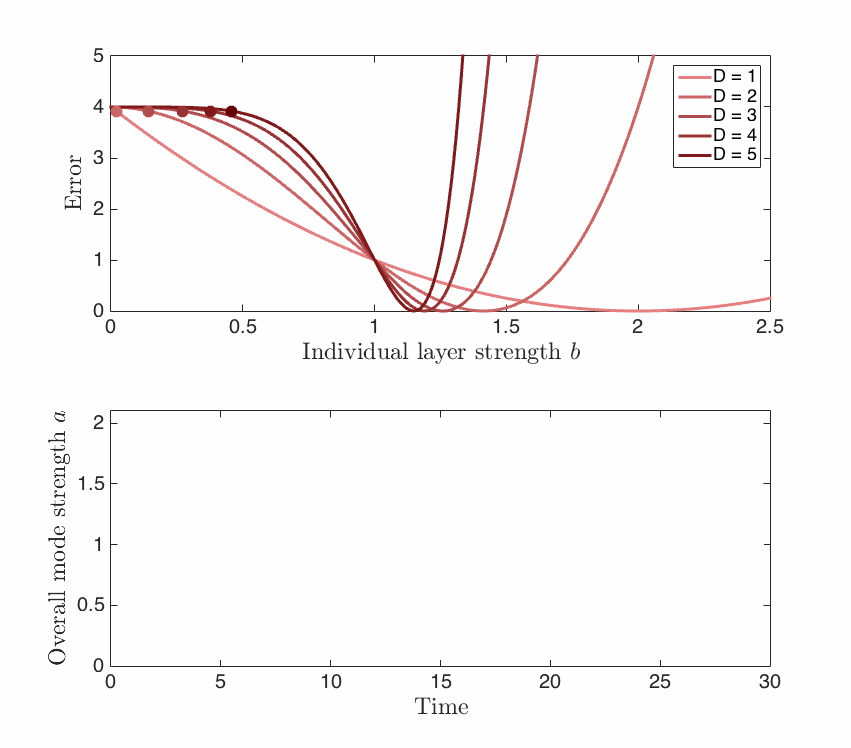 5
4
3
2
1
0
Error
D = 1
D = 2
D = 3
D = 4
D = 5
0 0.5 1 1.5 2 2.5
Individual layer strength b
2
1.5
1
0.5
0
Overall mode strength a
0 5 10 15 20 25 30
Time